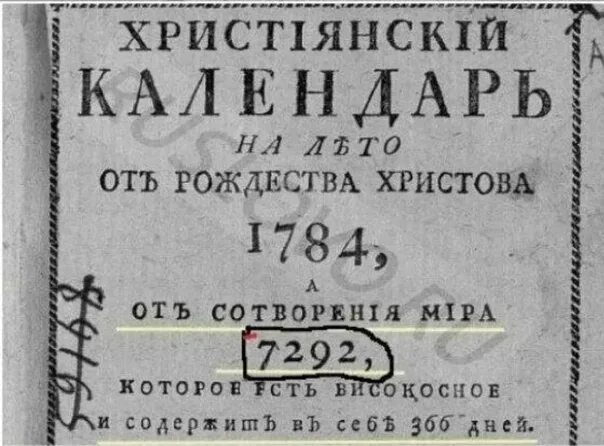 ХРИСТІЯНСКІЙ
КАЛЕНДАРЬ
НА ЛѢТО
ОТЪ РОЖДЕСТВА ХРИСТОВА
1784,
А
ОТЪ СОТВОРЕНІЯ МІРА
7292,
КОТОРОЕ ЕСТЬ ВИСОКОСНОЕ
И СОДЕРЖИТЪ ВЪ СЕБѢ 366 ДНЕЙ.